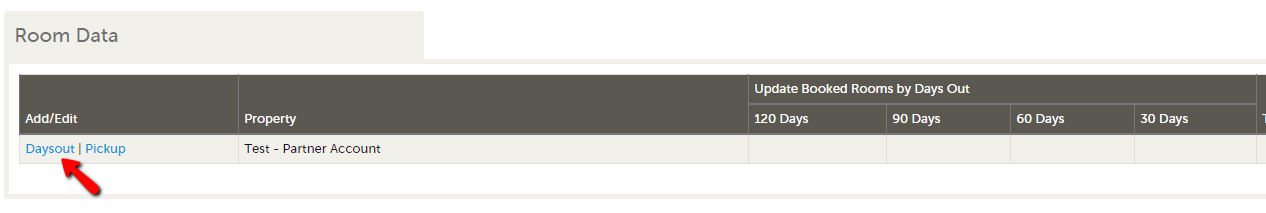 Room Data
Update Booked Rooms by Days Out
Add/Edit Property 120 Days 90 Days 60 Days 30 Days
Daysout | Pickup Test - Partner Account